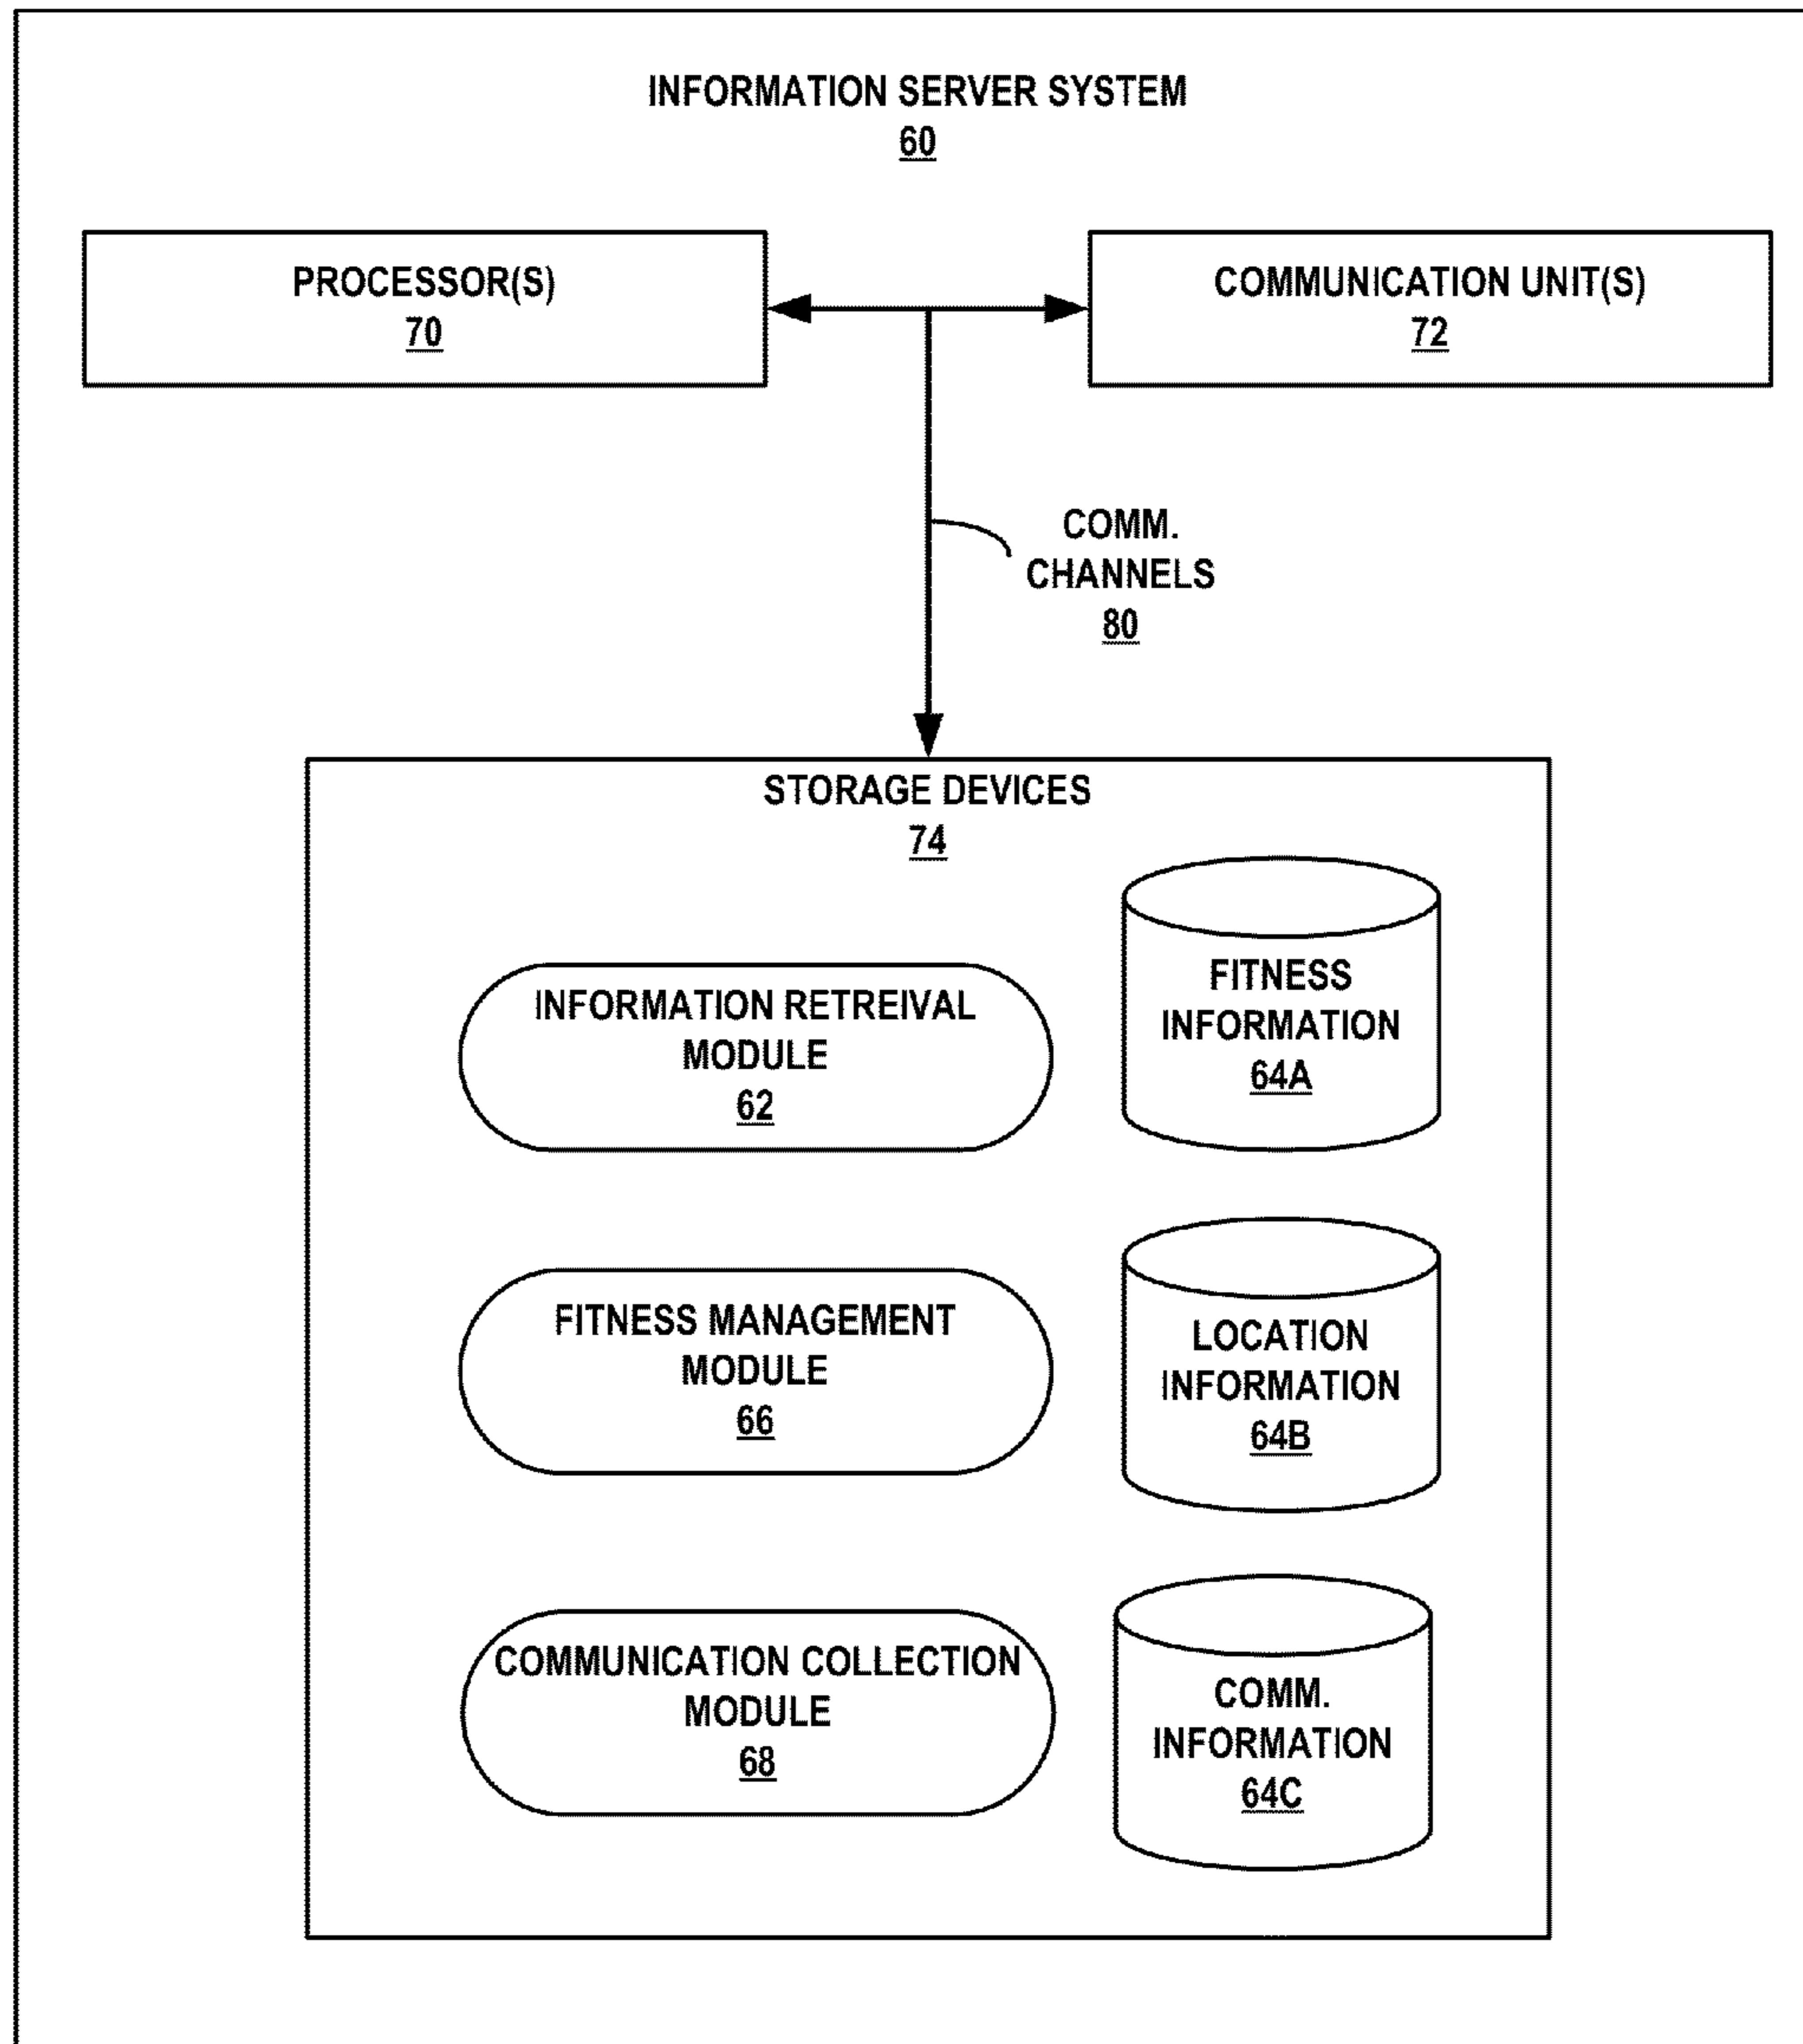 INFORMATION SERVER SYSTEM
60
PROCESSOR(S)
70
COMMUNICATION UNIT(S)
72
COMM.
CHANNELS
80
STORAGE DEVICES
74
INFORMATION RETREIVAL
MODULE
62
FITNESS
INFORMATION
64A
FITNESS MANAGEMENT
MODULE
66
LOCATION
INFORMATION
64B
COMMUNICATION COLLECTION
MODULE
68
COMM.
INFORMATION
64C